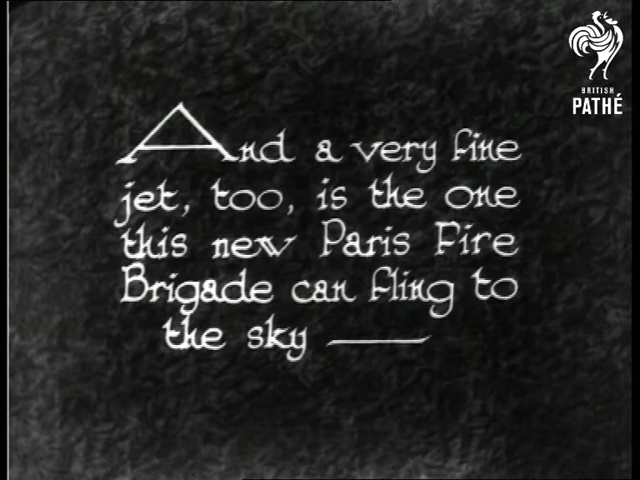 BRITISH
PATHÉ
And a very fine
jet, too, is the one
this new Paris Fire
Brigade can fling to
the sky —